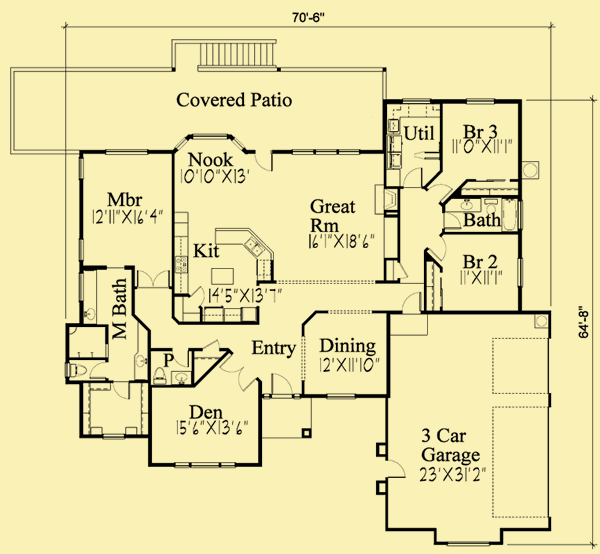 70'-6"
Covered Patio
Util
Br 3
11'0"X11'1"
Nook
10'10"X13'
Mbr
12'11"X16'4"
Great
Rm
16'1"X18'6"
Bath
Kit
14'5"X13'7"
Br 2
11'X11'1"
M Bath
64'-8"
P
Entry
Dining
12'X11'10"
Den
15'6"X13'6"
3 Car
Garage
23'X31'2"